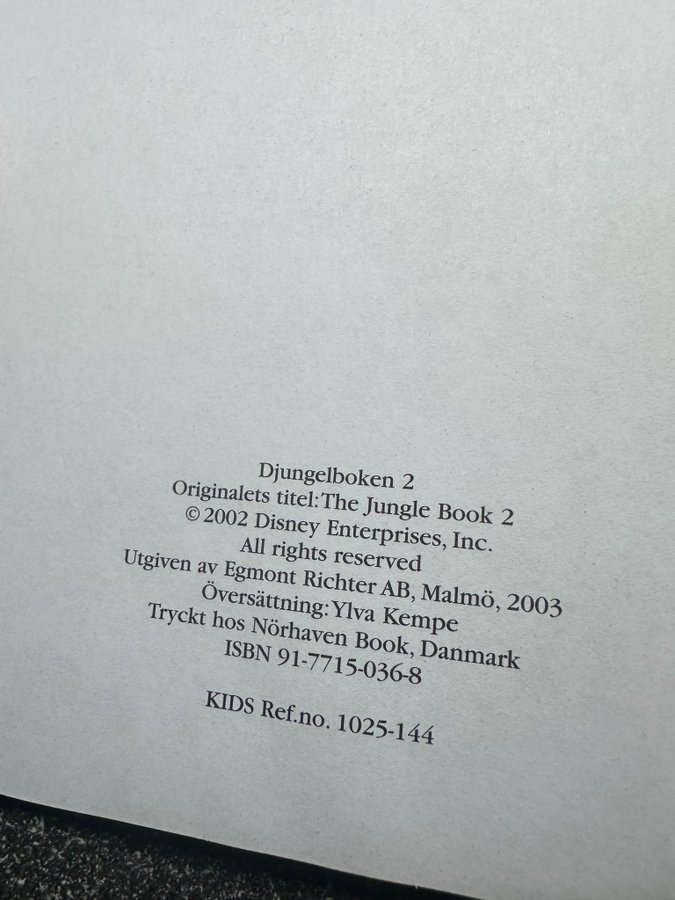 Djungelboken 2
Originalets titel: The Jungle Book 2
© 2002 Disney Enterprises, Inc.
All rights reserved
Utgiven av Egmont Richter AB, Malmö, 2003
Översättning: Ylva Kempe
Tryckt hos Nörhaven Book, Danmark
ISBN 91-7715-036-8
KIDS Ref.no. 1025-144